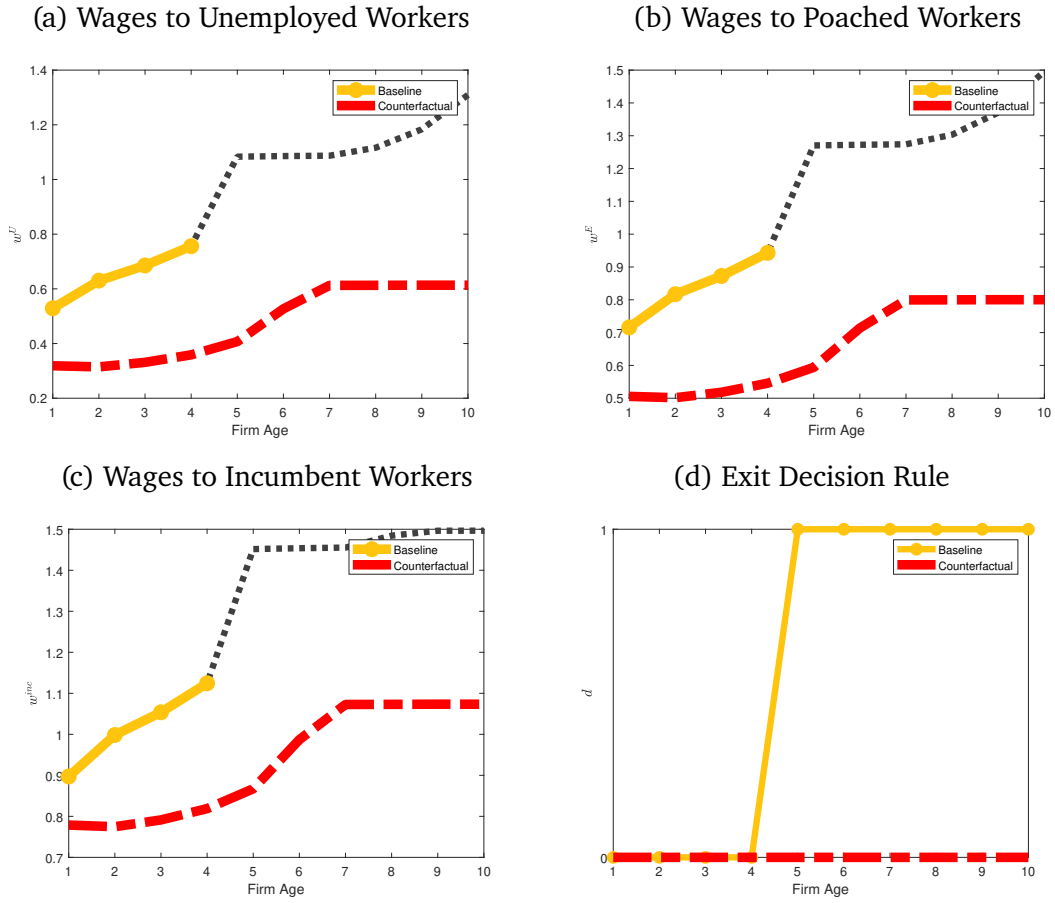 (a) Wages to Unemployed Workers
1.4
1.2
1
0.8
0.6
0.4
0.2
w^U
1 2 3 4 5 6 7 8 9 10
Firm Age
Baseline
Counterfactual
(b) Wages to Poached Workers
1.5
1.4
1.3
1.2
1.1
1
0.9
0.8
0.7
0.6
0.5
w^E
1 2 3 4 5 6 7 8 9 10
Firm Age
Baseline
Counterfactual
(c) Wages to Incumbent Workers
1.5
1.4
1.3
1.2
1.1
1
0.9
0.8
0.7
w^{inc}
1 2 3 4 5 6 7 8 9 10
Firm Age
Baseline
Counterfactual
(d) Exit Decision Rule
1
0
d
1 2 3 4 5 6 7 8 9 10
Firm Age
Baseline
Counterfactual